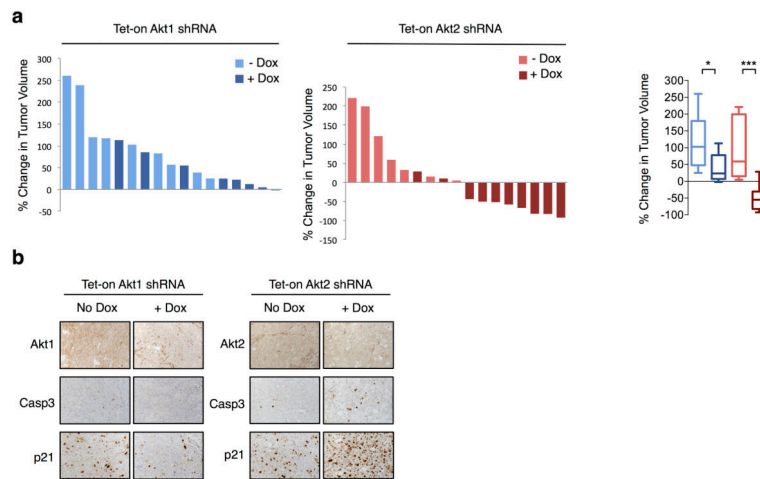 a
Tet-on Akt1 shRNA
% Change in Tumor Volume
300
250
200
150
100
50
0
-50
- Dox
+ Dox
Tet-on Akt2 shRNA
% Change in Tumor Volume
250
200
150
100
50
0
-50
-100
-150
- Dox
+ Dox
% Change in Tumor Volume
300
250
200
150
100
50
0
-50
-100
*
***
b
Tet-on Akt1 shRNA
No Dox + Dox
Akt1
Casp3
p21
Tet-on Akt2 shRNA
No Dox + Dox
Akt2
Casp3
p21